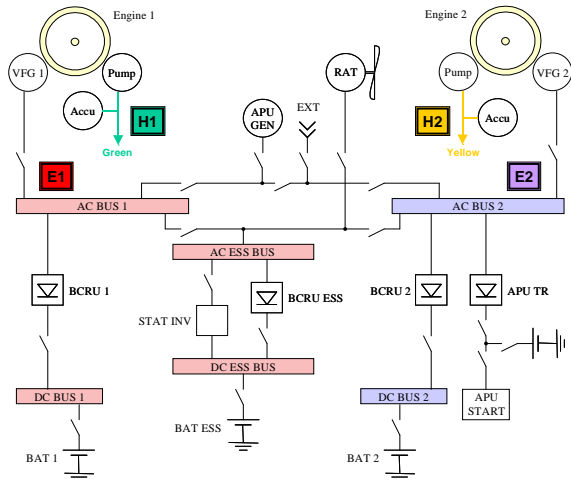 Engine 1
Engine 2
VFG 1
Pump
RAT
Pump
VFG 2
Accu
H1
APU
GEN
EXT
H2
Accu
Green
Yellow
E1
E2
AC BUS 1
AC BUS 2
AC ESS BUS
BCRU 1
BCRU ESS
BCRU 2
APU TR
STAT INV
DC ESS BUS
DC BUS 1
DC BUS 2
APU
START
BAT ESS
BAT 1
BAT 2